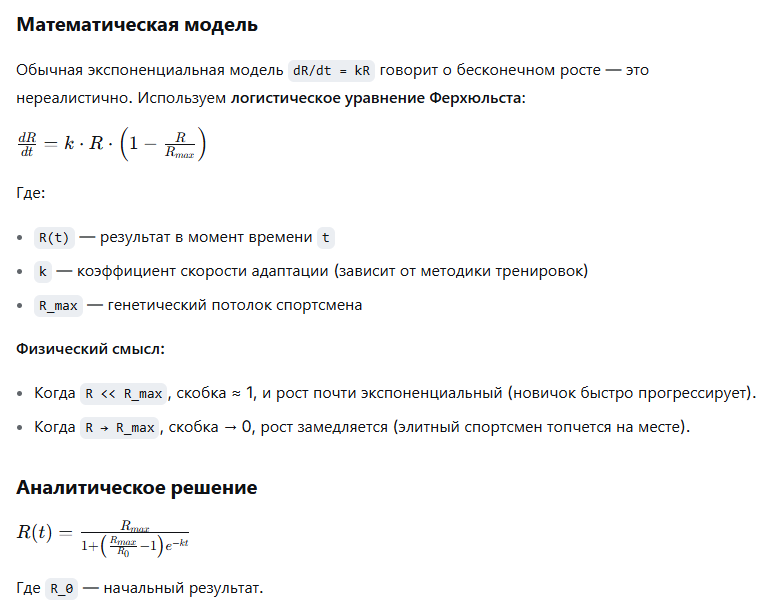 Математическая модель
Обычная экспоненциальная модель dR/dt = kR говорит о бесконечном росте — это
нереалистично. Используем логистическое уравнение Ферхюльста:
\frac{dR}{dt} = k \cdot R \cdot \left(1 - \frac{R}{R_{max}}\right)
Где:
• R(t) — результат в момент времени t
• k — коэффициент скорости адаптации (зависит от методики тренировок)
• R_max — генетический потолок спортсмена
Физический смысл:
• Когда R << R_max, скобка ≈ 1, и рост почти экспоненциальный (новичок быстро прогрессирует).
• Когда R → R_max, скобка → 0, рост замедляется (элитный спортсмен топчется на месте).
Аналитическое решение
R(t) = \frac{R_{max}}{1+\left(\frac{R_{max}}{R_0}-1\right)e^{-kt}}
Где R_0 — начальный результат.